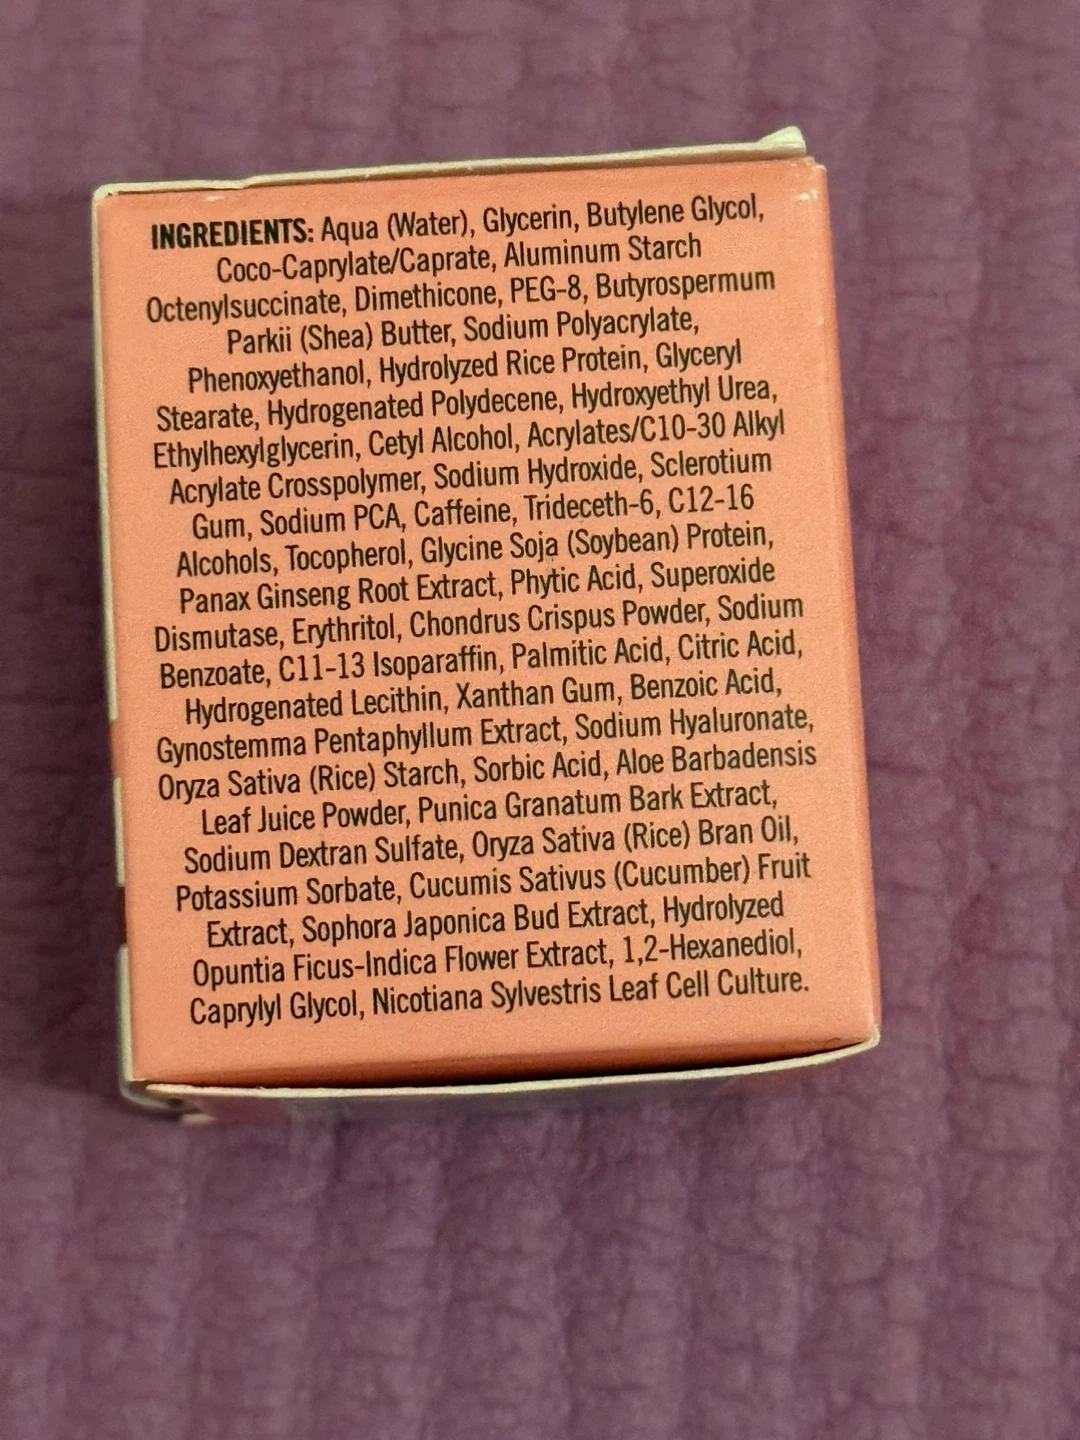 INGREDIENTS: Aqua (Water), Glycerin, Butylene Glycol,
Coco-Caprylate/Caprate, Aluminum Starch
Octenylsuccinate, Dimethicone, PEG-8, Butyrospermum
Parkii (Shea) Butter, Sodium Polyacrylate,
Phenoxyethanol, Hydrolyzed Rice Protein, Glyceryl
Stearate, Hydrogenated Polydecene, Hydroxyethyl Urea,
Ethylhexylglycerin, Cetyl Alcohol, Acrylates/C10-30 Alkyl
Acrylate Crosspolymer, Sodium Hydroxide, Sclerotium
Gum, Sodium PCA, Caffeine, Trideceth-6, C12-16
Alcohols, Tocopherol, Glycine Soja (Soybean) Protein,
Panax Ginseng Root Extract, Phytic Acid, Superoxide
Dismutase, Erythritol, Chondrus Crispus Powder, Sodium
Benzoate, C11-13 Isoparaffin, Palmitic Acid, Citric Acid,
Hydrogenated Lecithin, Xanthan Gum, Benzoic Acid,
Gynostemma Pentaphyllum Extract, Sodium Hyaluronate,
Oryza Sativa (Rice) Starch, Sorbic Acid, Aloe Barbadensis
Leaf Juice Powder, Punica Granatum Bark Extract,
Sodium Dextran Sulfate, Oryza Sativa (Rice) Bran Oil,
Potassium Sorbate, Cucumis Sativus (Cucumber) Fruit
Extract, Sophora Japonica Bud Extract, Hydrolyzed
Opuntia Ficus-Indica Flower Extract, 1,2-Hexanediol,
Caprylyl Glycol, Nicotiana Sylvestris Leaf Cell Culture.